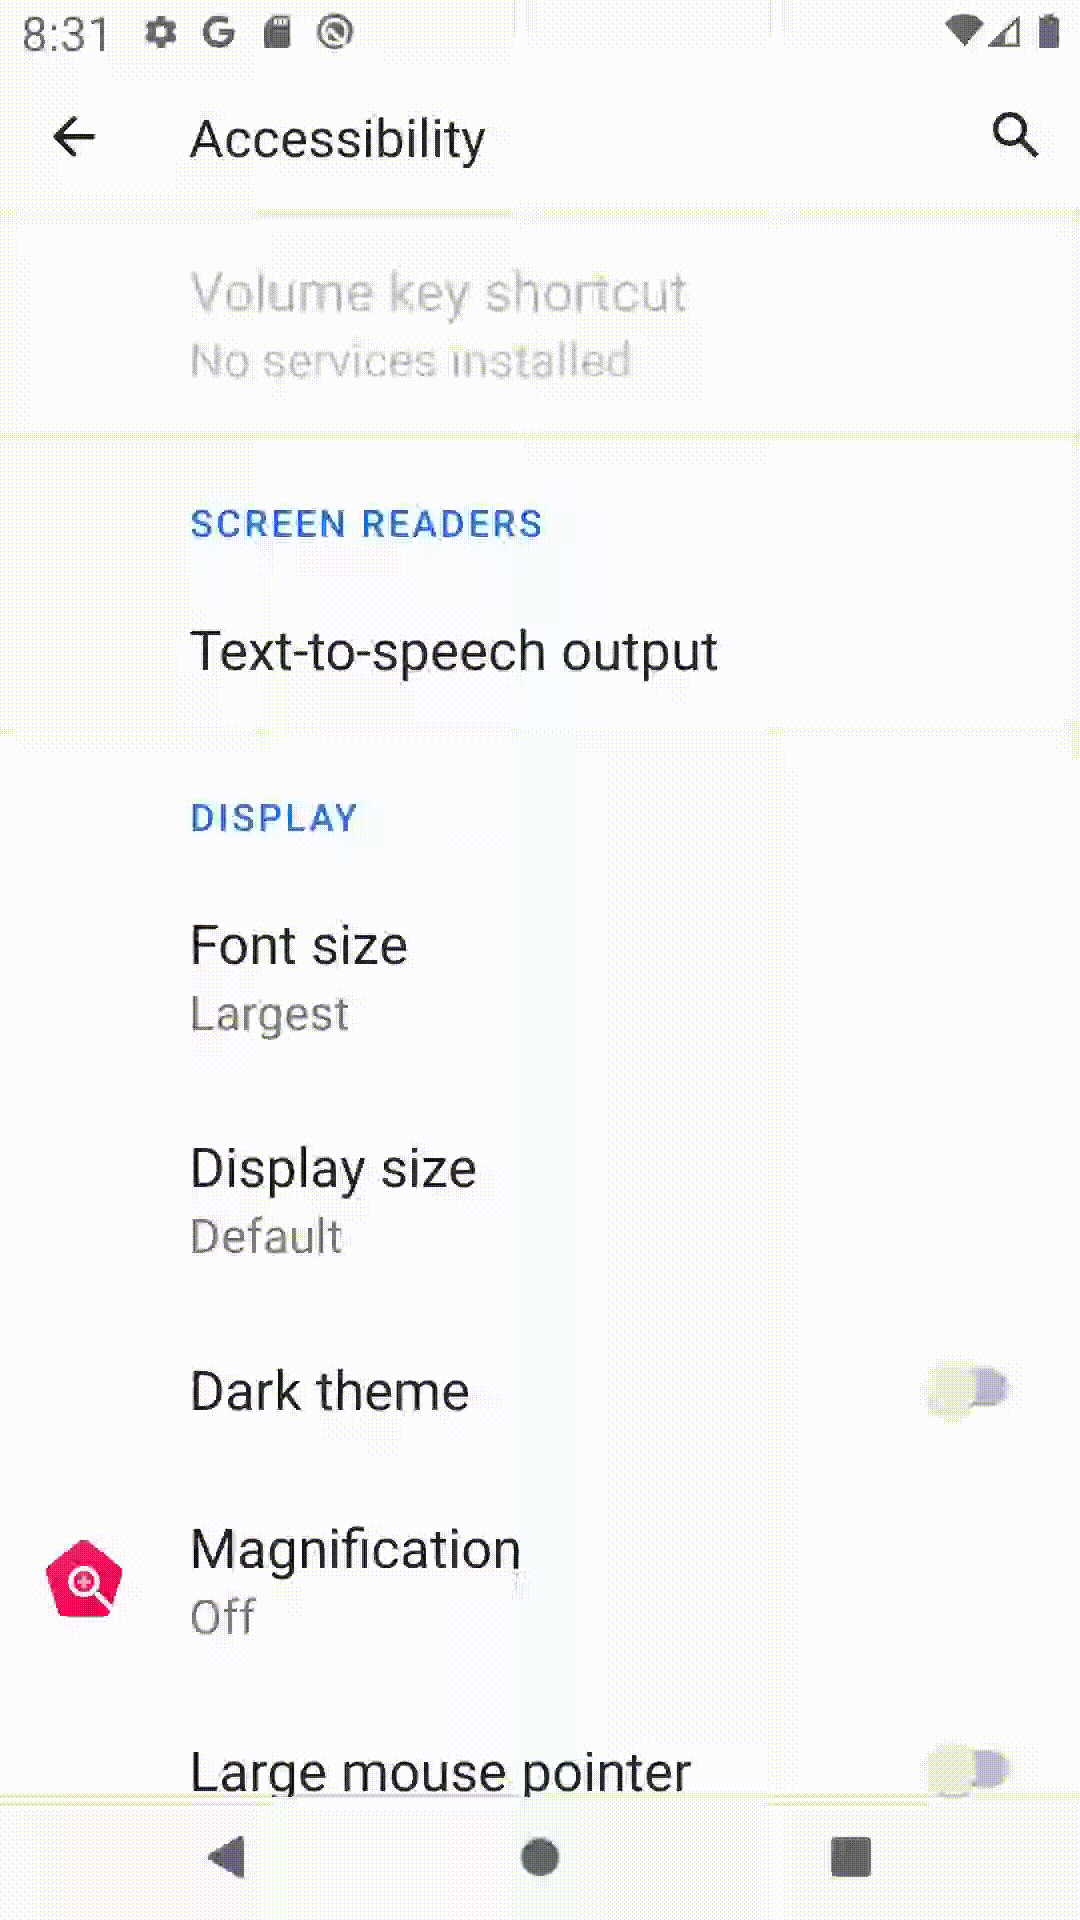 8:31
Accessibility
Volume key shortcut
No services installed
SCREEN READERS
Text-to-speech output
DISPLAY
Font size
Largest
Display size
Default
Dark theme
Magnification
Off
Large mouse pointer